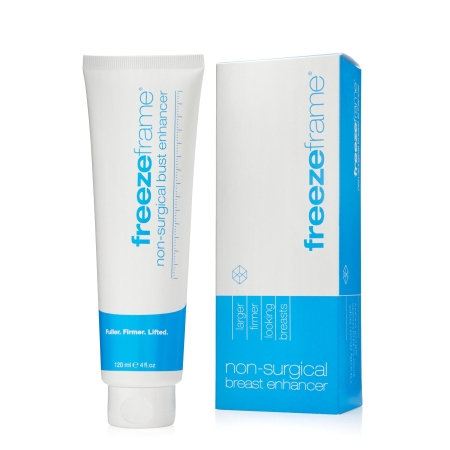 freezeframe®
non-surgical bust enhancer
Fuller. Firmer. Lifted.
120 ml ℮ 4 fl.oz
freezeframe®
larger
firmer
looking
breasts
non-surgical
breast enhancer
freezeframe